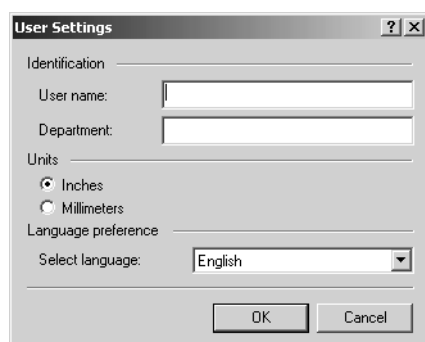 User Settings
Identification
User name:
Department:
Units
Inches
Millimeters
Language preference
Select language: English
OK Cancel